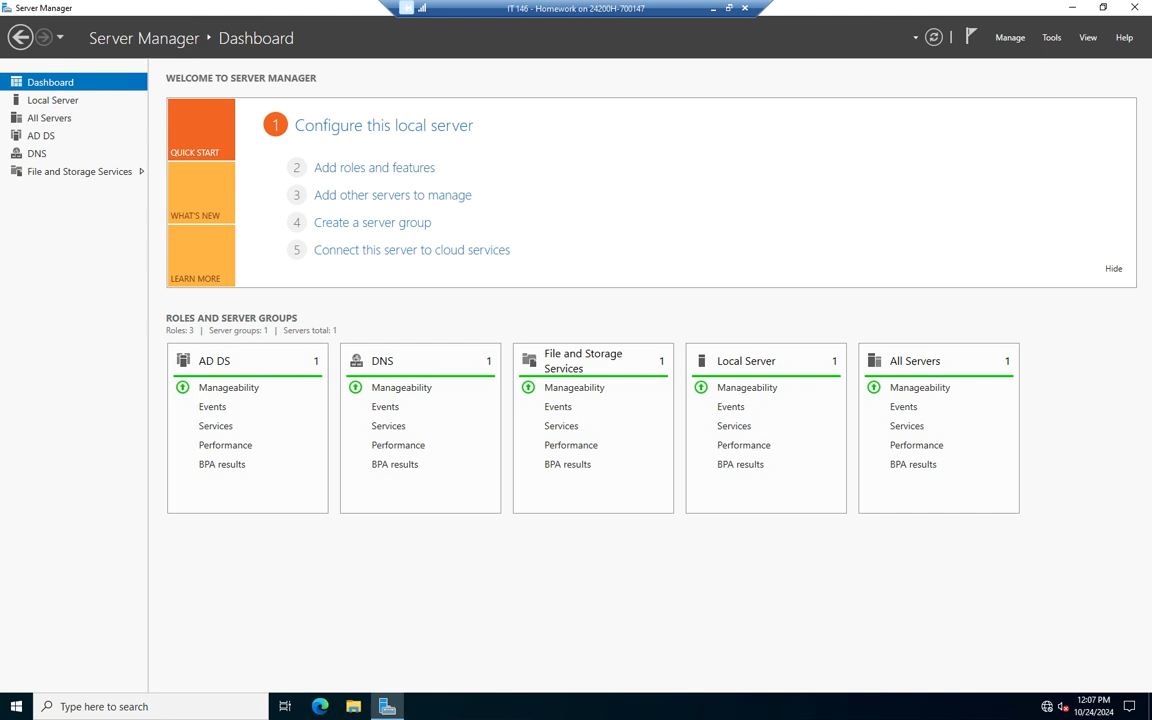 Server Manager
IT 146 - Homework on 24200H-700147
Server Manager ‣ Dashboard
Manage
Tools
View
Help
Dashboard
Local Server
All Servers
AD DS
DNS
File and Storage Services
WELCOME TO SERVER MANAGER
QUICK START
WHAT'S NEW
LEARN MORE
1 Configure this local server
2 Add roles and features
3 Add other servers to manage
4 Create a server group
5 Connect this server to cloud services
Hide
ROLES AND SERVER GROUPS
Roles: 3 | Server groups: 1 | Servers total: 1
AD DS 1
Manageability
Events
Services
Performance
BPA results
DNS 1
Manageability
Events
Services
Performance
BPA results
File and Storage
Services 1
Manageability
Events
Services
Performance
BPA results
Local Server 1
Manageability
Events
Services
Performance
BPA results
All Servers 1
Manageability
Events
Services
Performance
BPA results
Type here to search
12:07 PM
10/24/2024